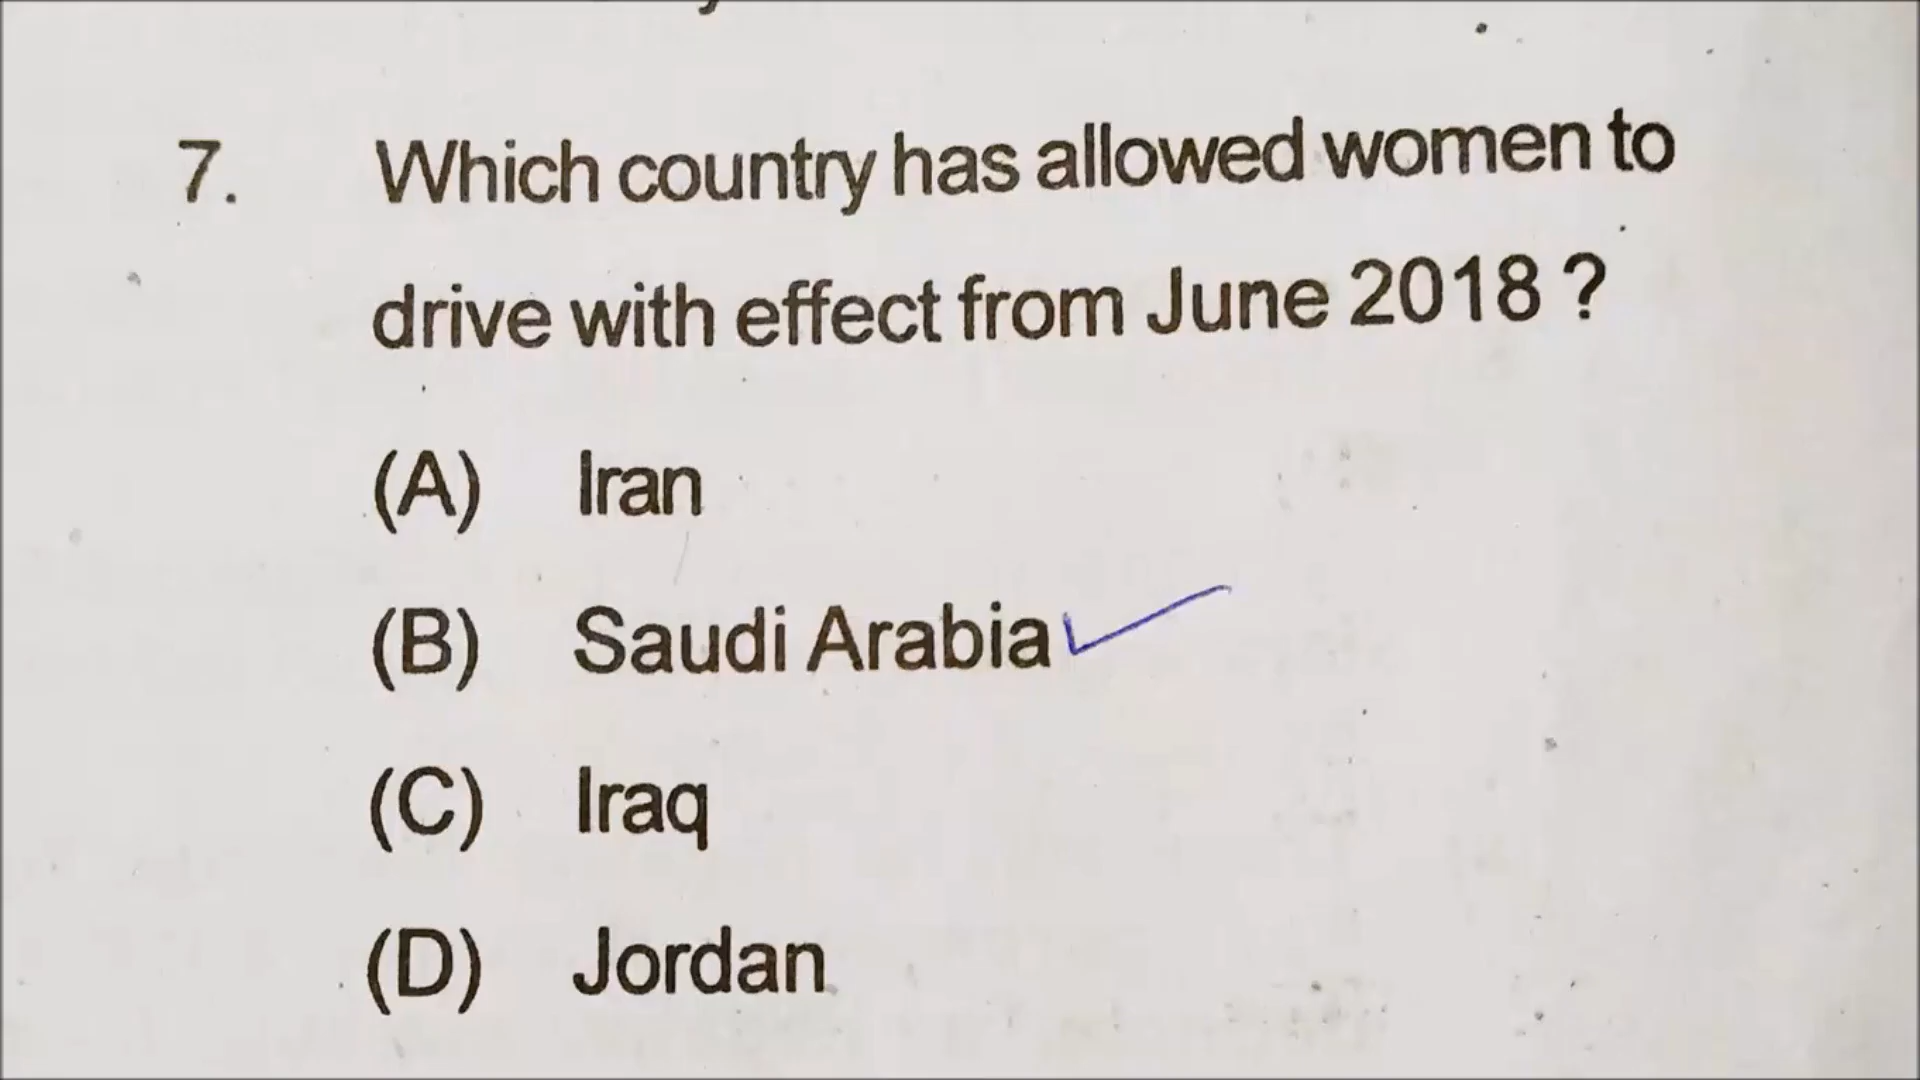 7. Which country has allowed women to
drive with effect from June 2018 ?
(A) Iran
(B) Saudi Arabia
(C) Iraq
(D) Jordan